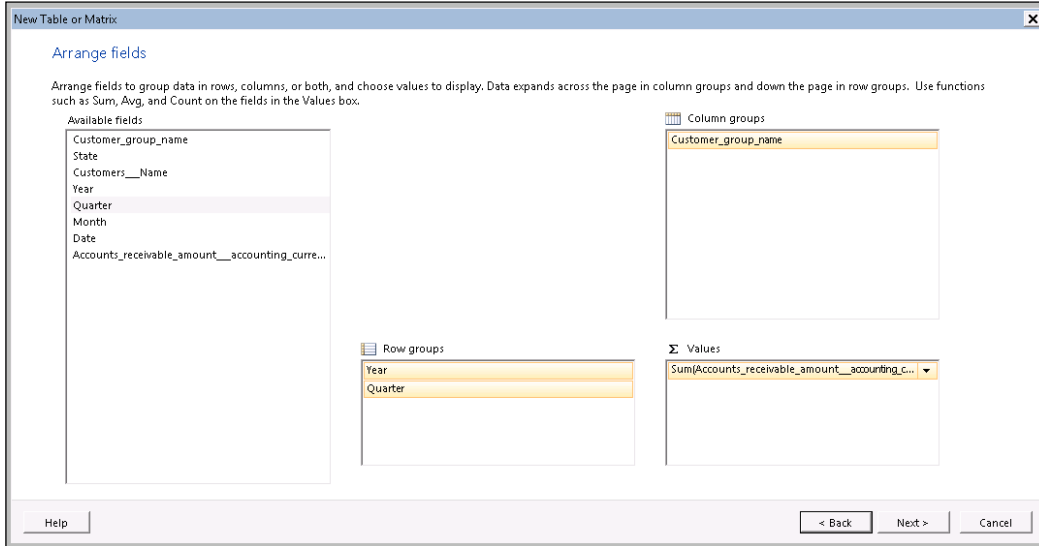 New Table or Matrix
Arrange fields
Arrange fields to group data in rows, columns, or both, and choose values to display. Data expands across the page in column groups and down the page in row groups. Use functions
such as Sum, Avg, and Count on the fields in the Values box.
Available fields
Customer_group_name
State
Customers___Name
Year
Quarter
Month
Date
Accounts_receivable_amount__accounting_curre...
Column groups
Customer_group_name
Row groups
Year
Quarter
Σ Values
Sum(Accounts_receivable_amount__accounting_c...
Help
< Back
Next >
Cancel